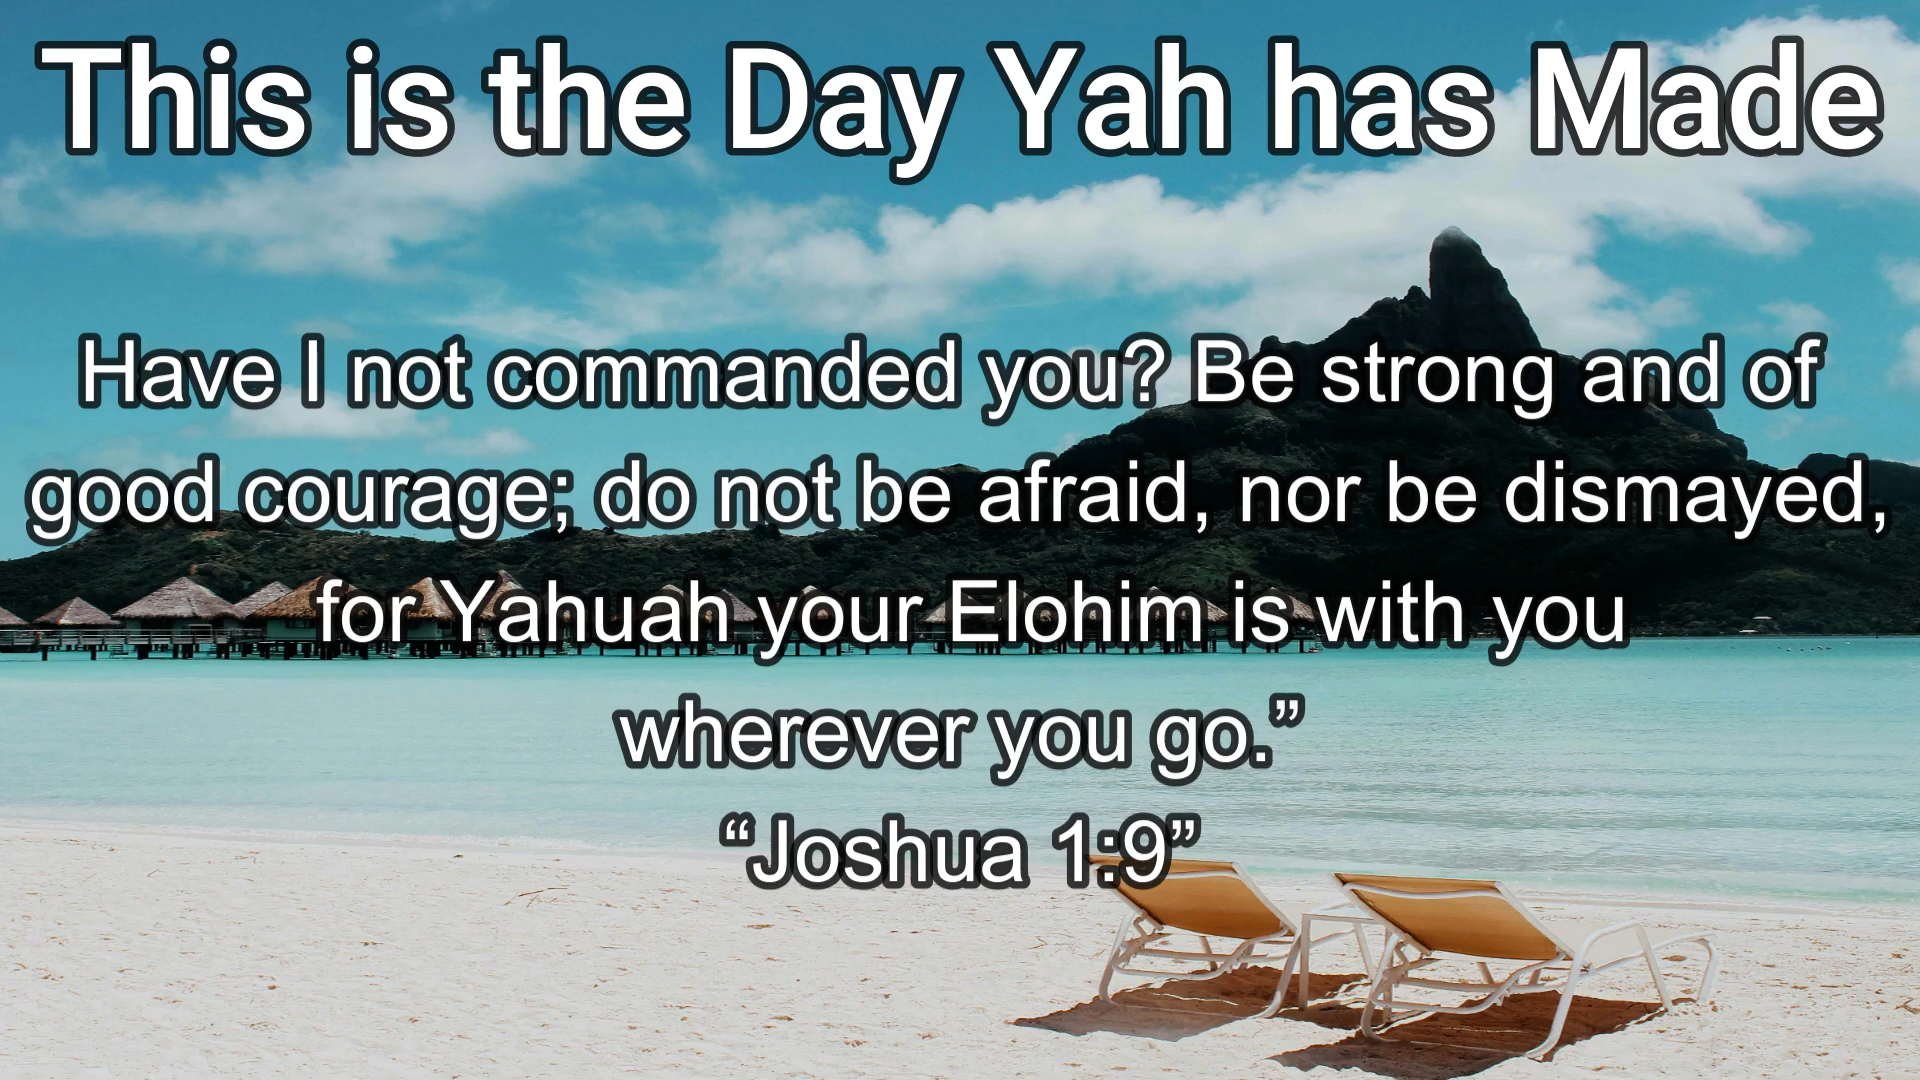 This is the Day Yah has Made
Have I not commanded you? Be strong and of
good courage; do not be afraid, nor be dismayed,
for Yahuah your Elohim is with you
wherever you go.”
“Joshua 1:9”